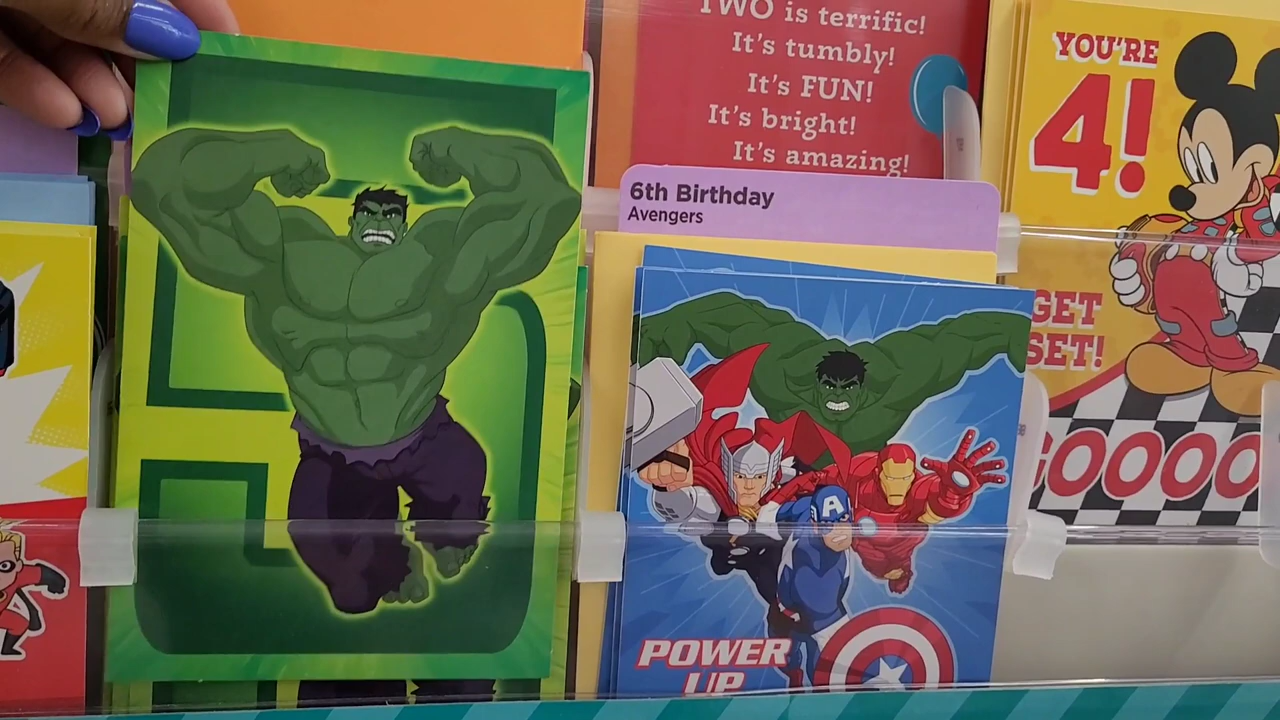 TWO is terrific!
It's tumbly!
It's FUN!
It's bright!
It's amazing!
6th Birthday
Avengers
POWER
UP
YOU'RE
4!
GET
SET!
GOOOO
5
A